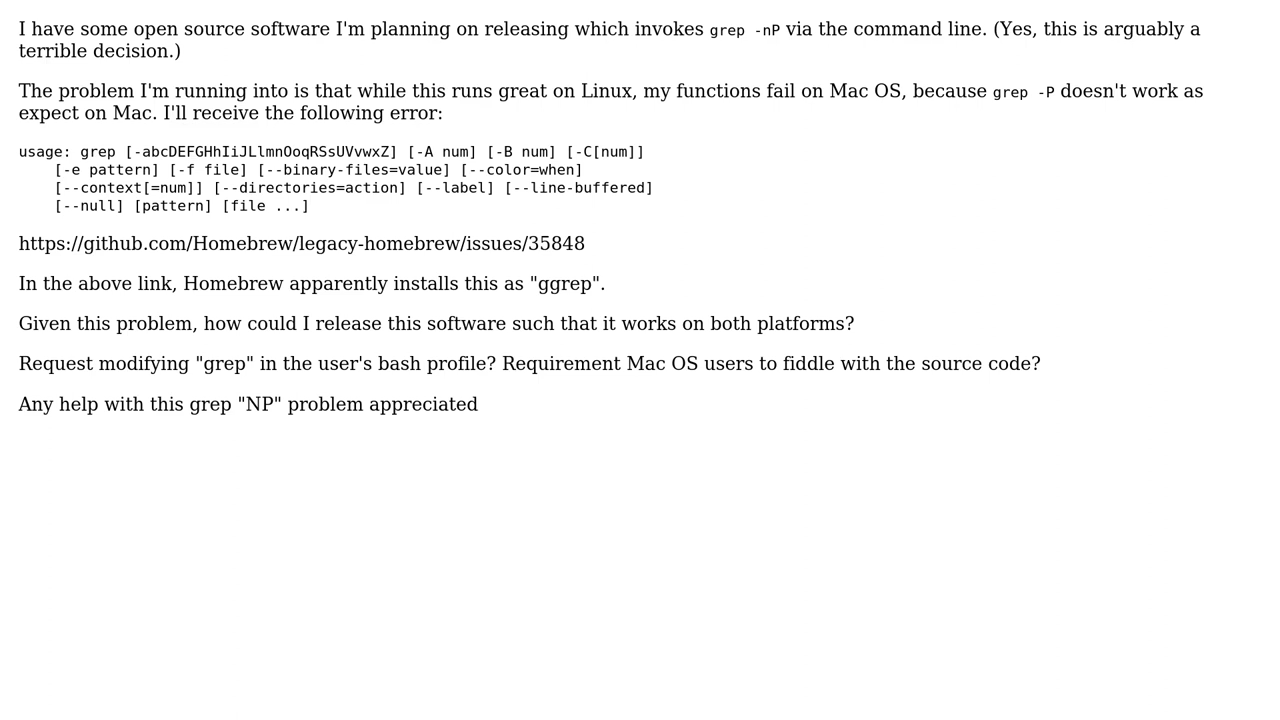 I have some open source software I'm planning on releasing which invokes grep -nP via the command line. (Yes, this is arguably a
terrible decision.)
The problem I'm running into is that while this runs great on Linux, my functions fail on Mac OS, because grep -P doesn't work as
expect on Mac. I'll receive the following error:
usage: grep [-abcDEFGHhIiJLlmnOoqRSsUVvwxZ] [-A num] [-B num] [-C[num]]
    [-e pattern] [-f file] [--binary-files=value] [--color=when]
    [--context[=num]] [--directories=action] [--label] [--line-buffered]
    [--null] [pattern] [file ...]
https://github.com/Homebrew/legacy-homebrew/issues/35848
In the above link, Homebrew apparently installs this as "ggrep".
Given this problem, how could I release this software such that it works on both platforms?
Request modifying "grep" in the user's bash profile? Requirement Mac OS users to fiddle with the source code?
Any help with this grep "NP" problem appreciated